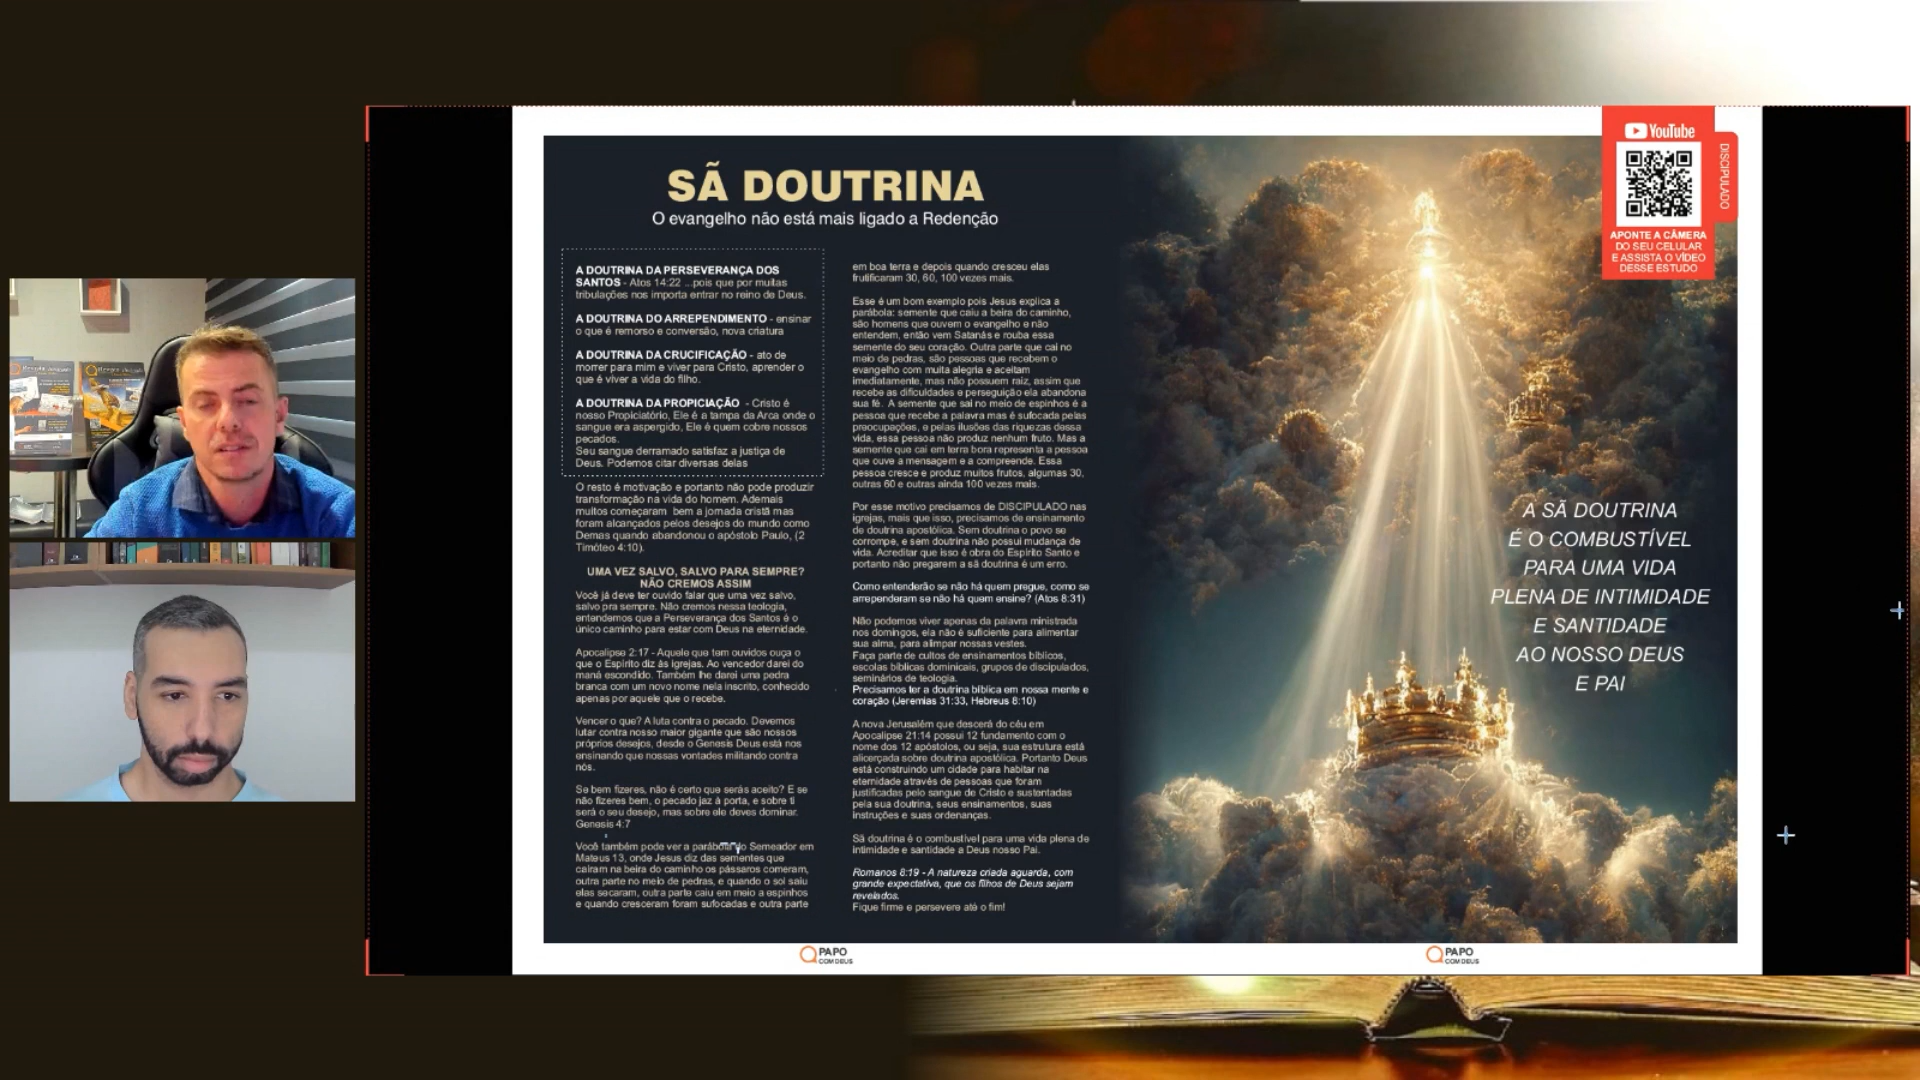 SÃ DOUTRINA
O evangelho não está mais ligado a Redenção
A DOUTRINA DA PERSEVERANÇA DOS
SANTOS - Atos 14:22 ...pois que por muitas
tribulações nos importa entrar no reino de Deus.
A DOUTRINA DO ARREPENDIMENTO - ensinar
o que é remorso e conversão, nova criatura
A DOUTRINA DA CRUCIFICAÇÃO - ato de
morrer para mim e viver para Cristo, aprender o
que é viver a vida do filho.
A DOUTRINA DA PROPICIAÇÃO - Cristo é
nosso Propiciatório, Ele é a tampa da Arca onde o
sangue era aspergido, Ele é quem cobre nossos
pecados.
Seu sangue derramado satisfaz a justiça de
Deus. Podemos citar diversas delas
O resto é motivação e portanto não pode produzir
transformação na vida do homem. Ademais
muitos começaram bem a jornada cristã mas
foram alcançados pelos desejos do mundo como
Demas quando abandonou o apóstolo Paulo, (2
Timóteo 4:10).
UMA VEZ SALVO, SALVO PARA SEMPRE?
NÃO CREMOS ASSIM
Você já deve ter ouvido falar que uma vez salvo,
salvo pra sempre. Não cremos nessa teologia,
entendemos que a Perseverança dos Santos é o
único caminho para estar com Deus na eternidade.
Apocalipse 2:17 - Aquele que tem ouvidos ouça o
que o Espírito diz às igrejas. Ao vencedor darei do
maná escondido. Também lhe darei uma pedra
branca com um novo nome nela inscrito, conhecido
apenas por aquele que o recebe.
Vencer o que? A luta contra o pecado. Devemos
lutar contra nosso maior gigante que são nossos
próprios desejos, desde o Genesis Deus está nos
ensinando que nossas vontades militando contra
nós.
Se bem fizeres, não é certo que serás aceito? E se
não fizeres bem, o pecado jaz à porta, e sobre ti
será o seu desejo, mas sobre ele deves dominar.
Genesis 4:7
Você também pode ver a parábola do Semeador em
Mateus 13, onde Jesus diz das sementes que
caíram na beira do caminho os pássaros comeram,
outra parte no meio de pedras, e quando o sol saiu
elas secaram, outra parte caiu em meio a espinhos
e quando cresceram foram sufocadas e outra parte
em boa terra e depois quando cresceu elas
frutificaram 30, 60, 100 vezes mais.
Esse é um bom exemplo pois Jesus explica a
parábola: semente que caiu a beira do caminho,
são homens que ouvem o evangelho e não
entendem, então vem Satanás e rouba essa
semente do seu coração. Outra parte que cai no
meio de pedras, são pessoas que recebem o
evangelho com muita alegria e aceitam
imediatamente, mas não possuem raiz, assim que
recebe as dificuldades e perseguição ela abandona
sua fé. A semente que sai no meio de espinhos é a
pessoa que recebe a palavra mas é sufocada pelas
preocupações, e pelas ilusões das riquezas dessa
vida, essa pessoa não produz nenhum fruto. Mas a
semente que cai em terra bora representa a pessoa
que ouve a mensagem e a compreende. Essa
pessoa cresce e produz muitos frutos, algumas 30,
outras 60 e outras ainda 100 vezes mais.
Por esse motivo precisamos de DISCIPULADO nas
igrejas, mais que isso, precisamos de ensinamento
de doutrina apostólica. Sem doutrina o povo se
corrompe, e sem doutrina não possui mudança de
vida. Acreditar que isso é obra do Espírito Santo e
portanto não pregarem a sã doutrina é um erro.
Como entenderão se não há quem pregue, como se
arrependeram se não há quem ensine? (Atos 8:31)
Não podemos viver apenas da palavra ministrada
nos domingos, ela não é suficiente para alimentar
sua alma, para alimpar nossas vestes.
Faça parte de cultos de ensinamentos bíblicos,
escolas bíblicas dominicais, grupos de discipulados,
seminários de teologia.
Precisamos ter a doutrina bíblica em nossa mente e
coração (Jeremias 31:33, Hebreus 8:10)
A nova Jerusalém que descerá do céu em
Apocalipse 21:14 possui 12 fundamento com o
nome dos 12 apóstolos, ou seja, sua estrutura está
alicerçada sobre doutrina apostólica. Portanto Deus
está construindo um cidade para habitar na
eternidade através de pessoas que foram
justificadas pelo sangue de Cristo e sustentadas
pela sua doutrina, seus ensinamentos, suas
instruções e suas ordenanças.
Sã doutrina é o combustível para uma vida plena de
intimidade e santidade a Deus nosso Pai.
Romanos 8:19 - A natureza criada aguarda, com
grande expectativa, que os filhos de Deus sejam
revelados.
Fique firme e persevere até o fim!
YouTube
DISCIPULADO
APONTE A CÂMERA
DO SEU CELULAR
E ASSISTA O VÍDEO
DESSE ESTUDO
A SÃ DOUTRINA
É O COMBUSTÍVEL
PARA UMA VIDA
PLENA DE INTIMIDADE
E SANTIDADE
AO NOSSO DEUS
E PAI
PAPO
COM DEUS
PAPO
COM DEUS